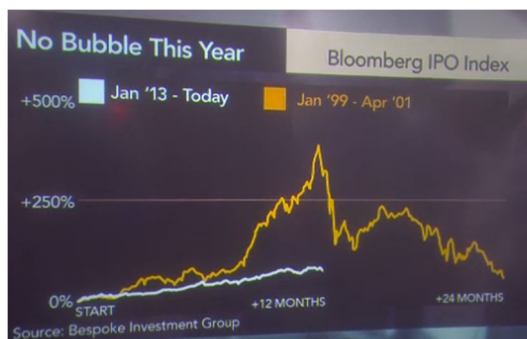 No Bubble This Year
Bloomberg IPO Index
+500%
Jan '13 - Today
Jan '99 - Apr '01
+250%
0%
START
+12 MONTHS
+24 MONTHS
Source: Bespoke Investment Group